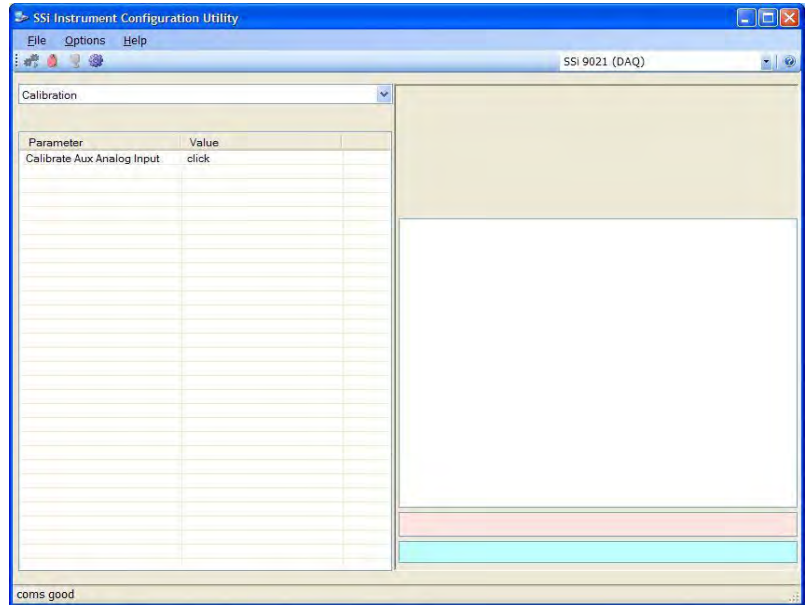 SSi Instrument Configuration Utility
File Options Help
SSi 9021 (DAQ)
Calibration
Parameter Value
Calibrate Aux Analog Input click
coms good